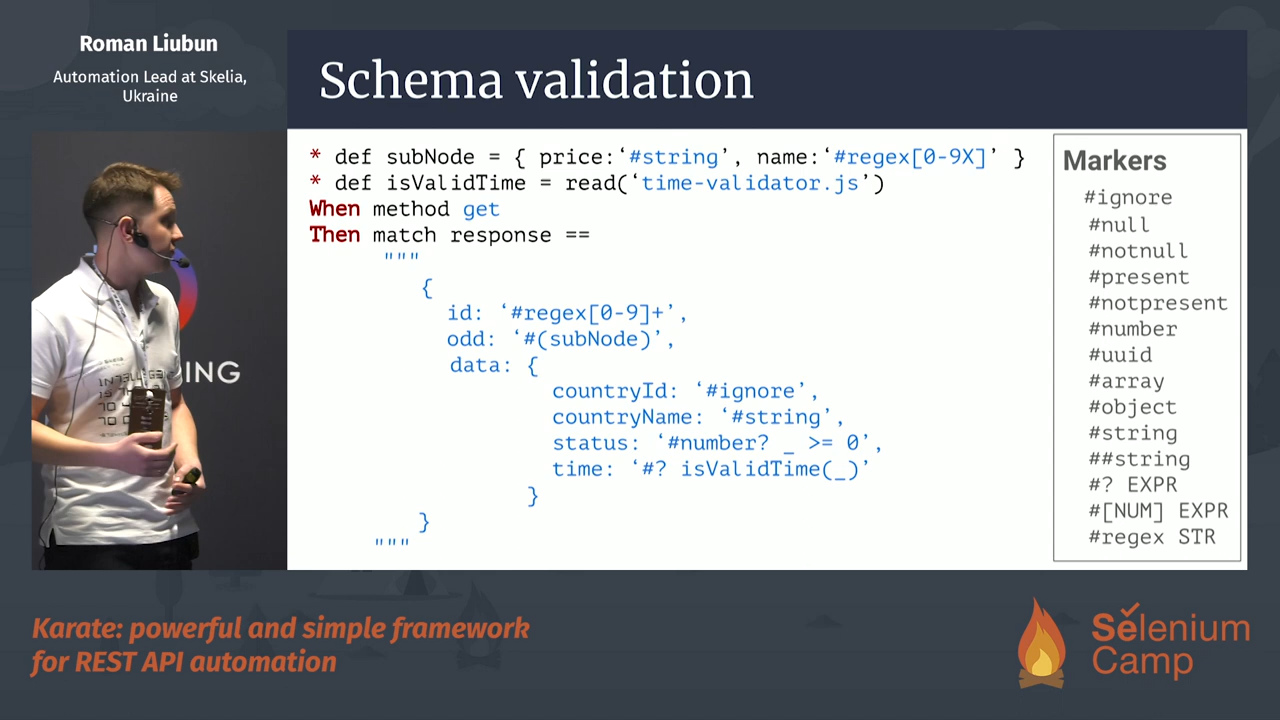 Roman Liubun
Automation Lead at Skelia,
Ukraine
Schema validation
* def subNode = { price:‘#string’, name:‘#regex[0-9X]’ }
* def isValidTime = read(‘time-validator.js’)
When method get
Then match response ==
"""
{
id: ‘#regex[0-9]+’,
odd: ‘#(subNode)’,
data: {
countryId: ‘#ignore’,
countryName: ‘#string’,
status: ‘#number? _ >= 0’,
time: ‘#? isValidTime(_)’
}
}
"""
Markers
#ignore
#null
#notnull
#present
#notpresent
#number
#uuid
#array
#object
#string
##string
#? EXPR
#[NUM] EXPR
#regex STR
ING
Karate: powerful and simple framework
for REST API automation
Selenium
Camp